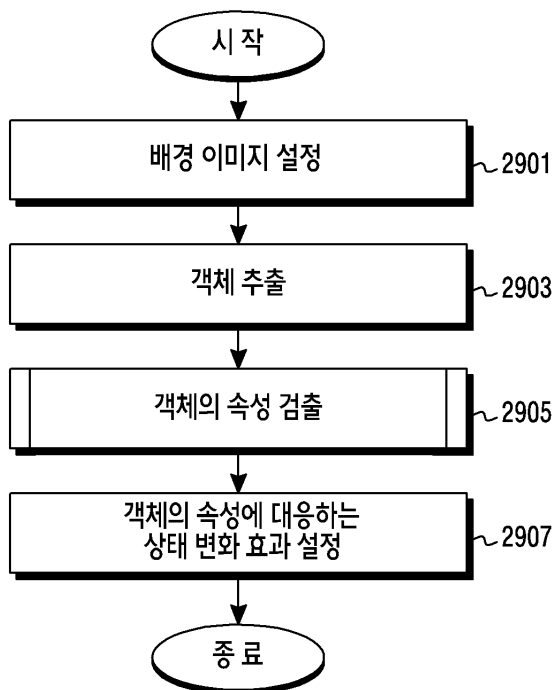 시 작
배경 이미지 설정
2901
객체 추출
2903
객체의 속성 검출
2905
객체의 속성에 대응하는
상태 변화 효과 설정
2907
종 료